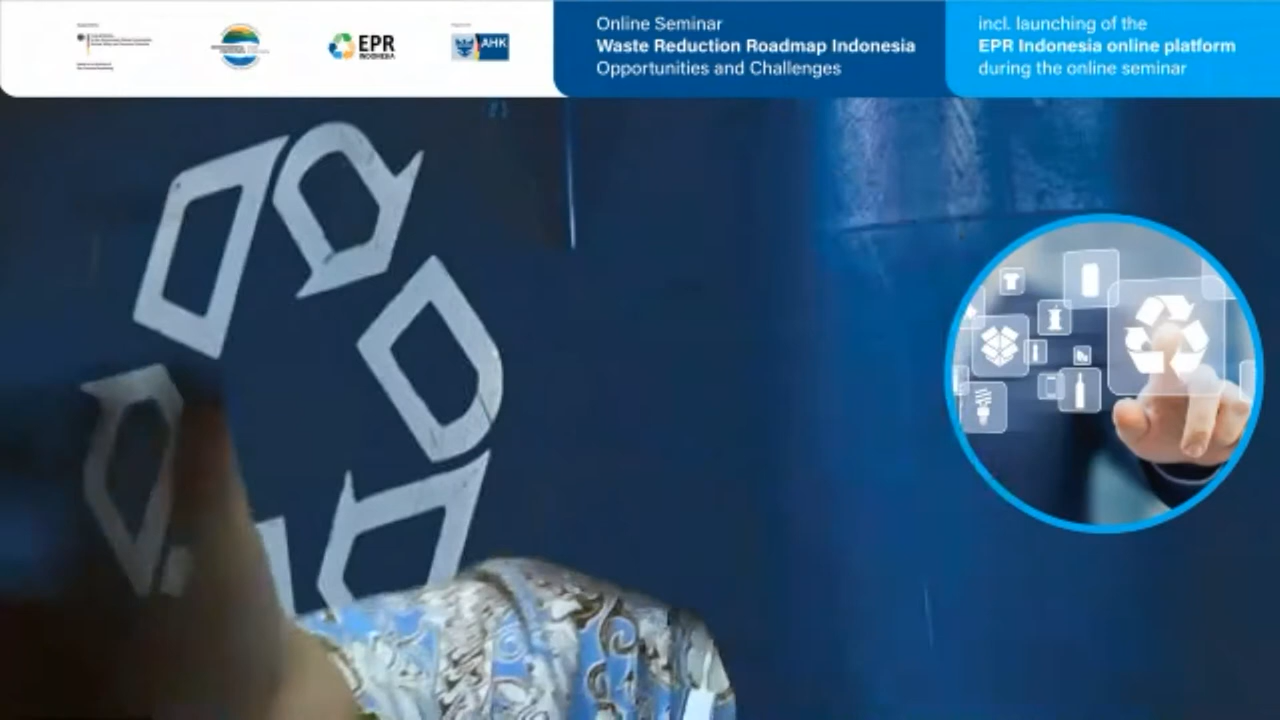 EPR
INDONESIA
AHK
Online Seminar
Waste Reduction Roadmap Indonesia
Opportunities and Challenges
incl. launching of the
EPR Indonesia online platform
during the online seminar